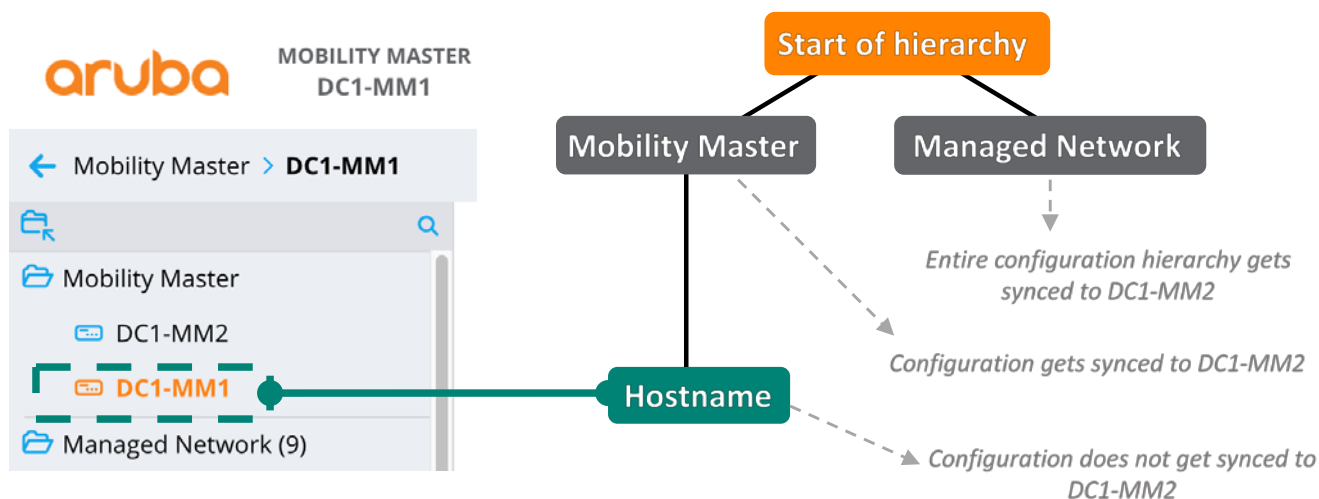 aruba
MOBILITY MASTER
DC1-MM1
Mobility Master > DC1-MM1
Mobility Master
DC1-MM2
DC1-MM1
Managed Network (9)
Start of hierarchy
Mobility Master
Managed Network
Entire configuration hierarchy gets
synced to DC1-MM2
Configuration gets synced to DC1-MM2
Hostname
Configuration does not get synced to
DC1-MM2